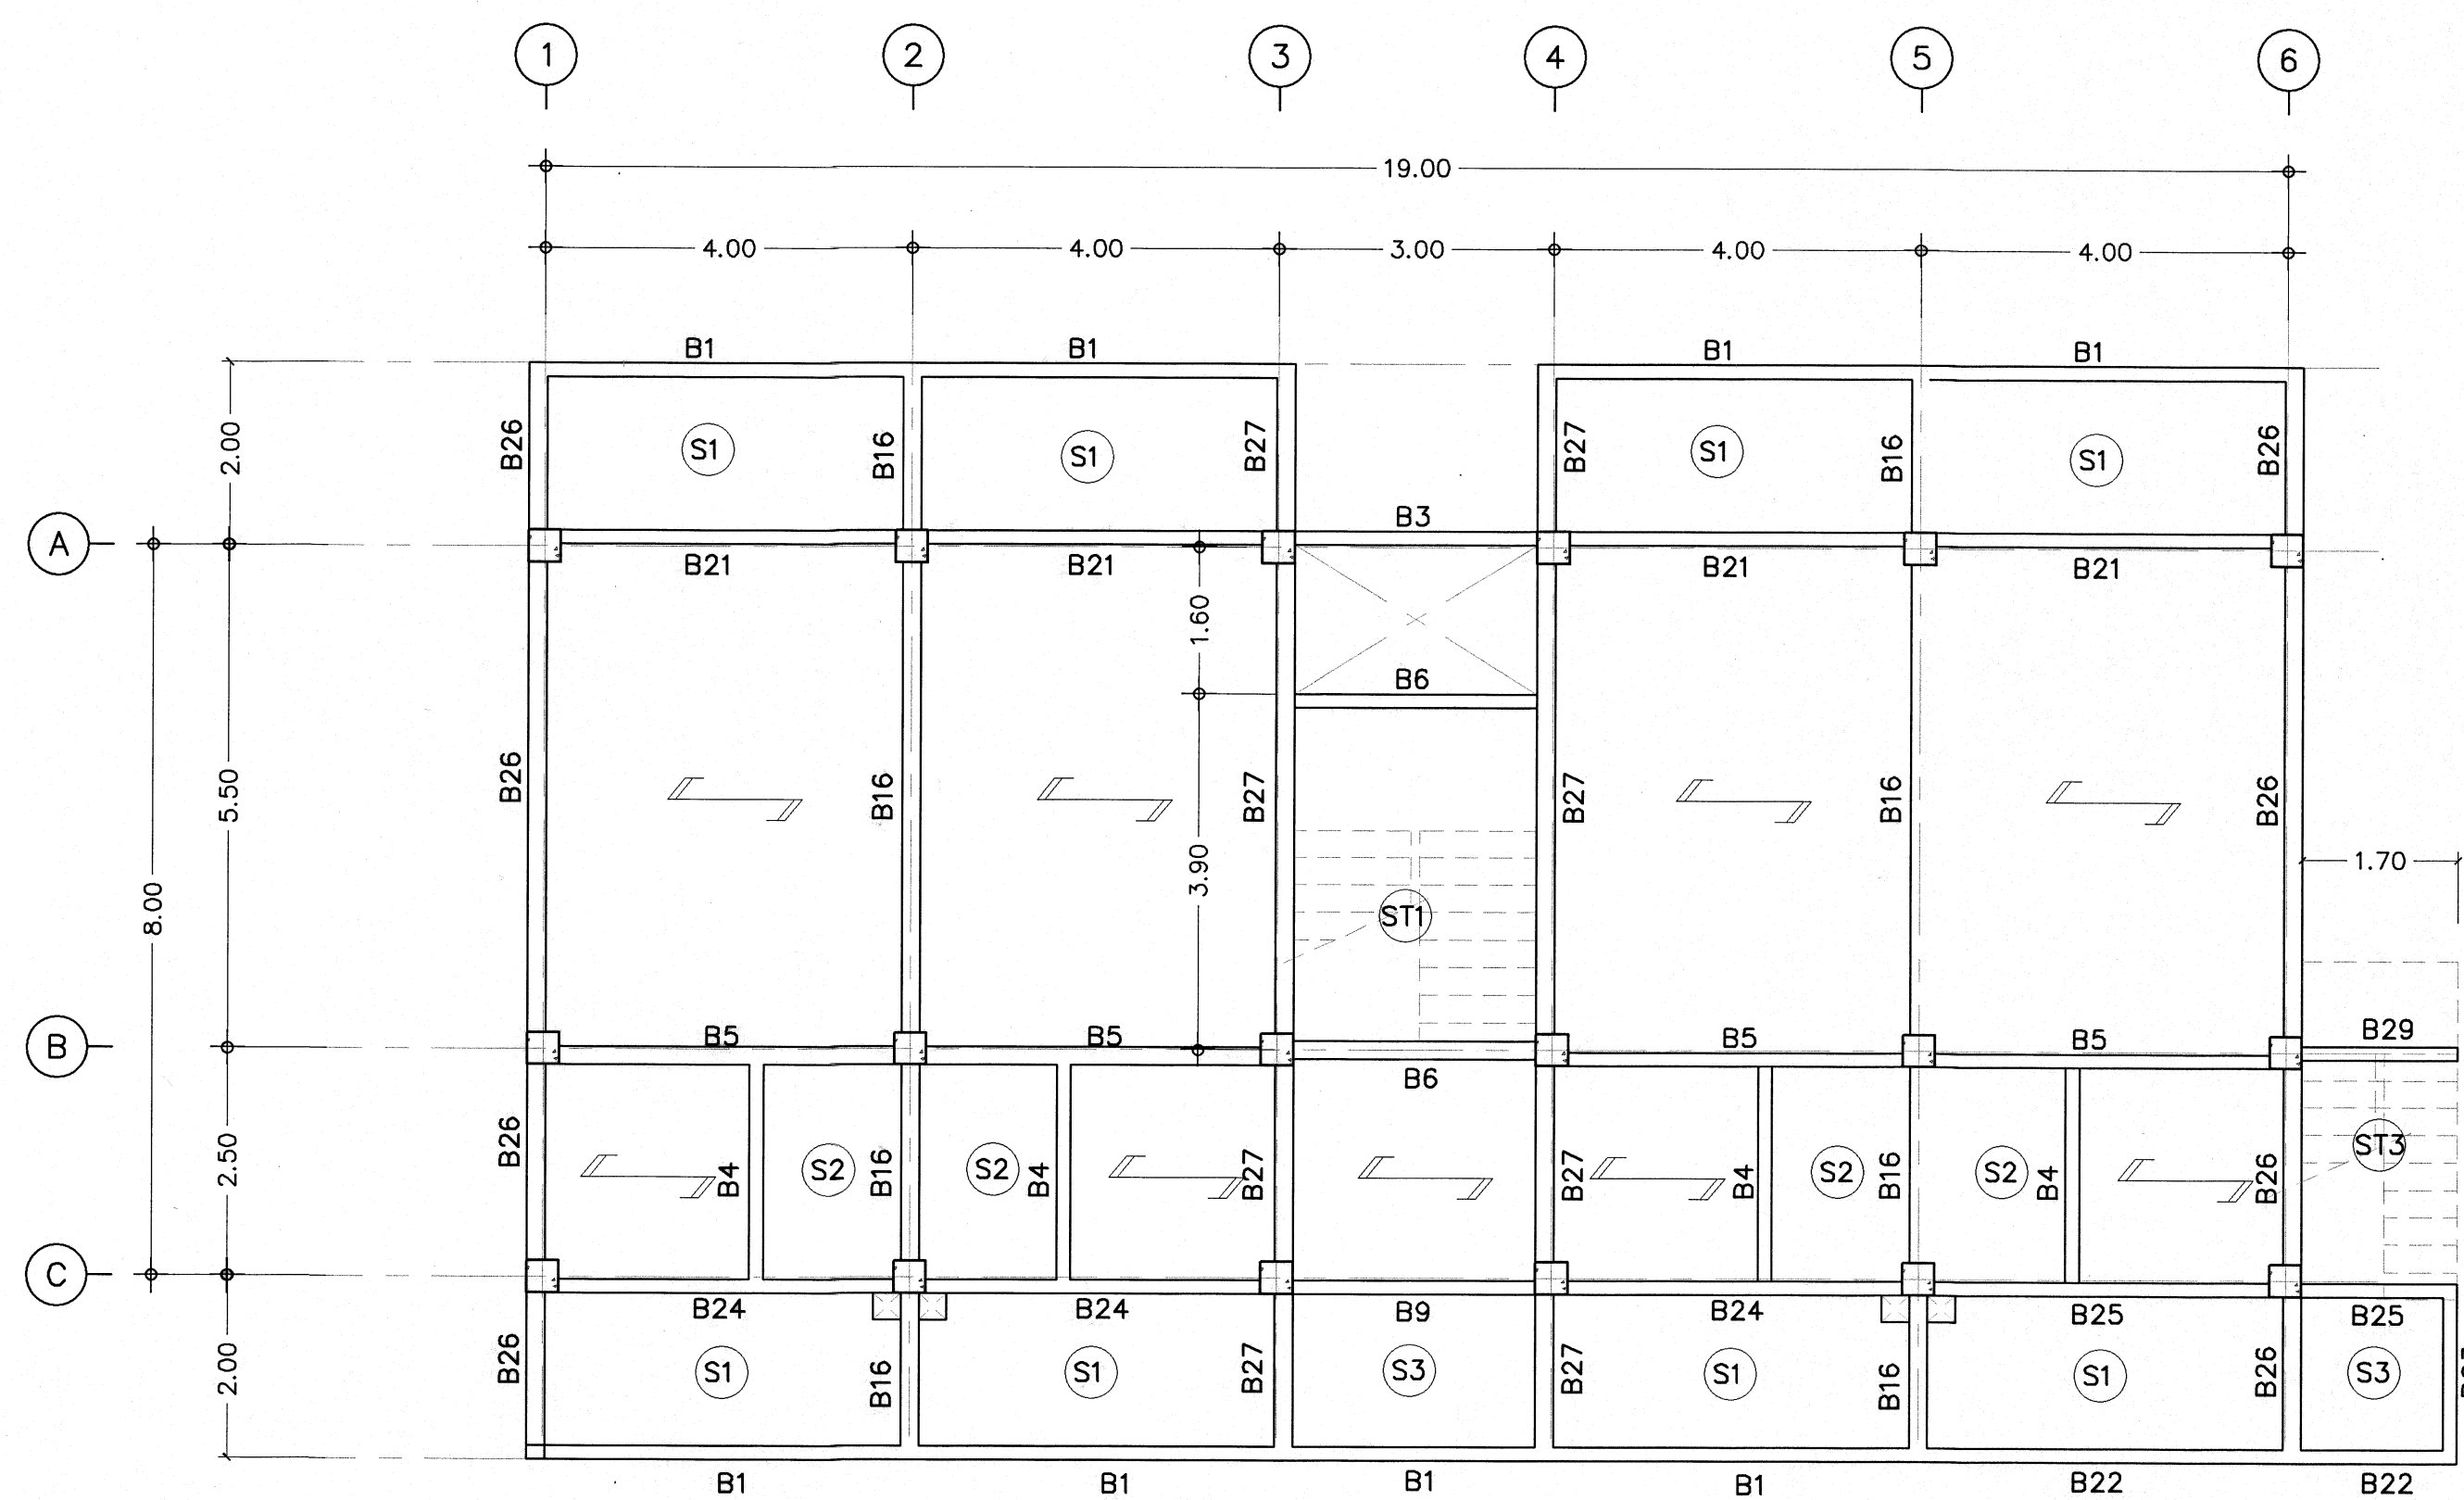 1 2 3 4 5 6
19.00
4.00 4.00 3.00 4.00 4.00
B1 B1 B1 B1
2.00 B26 S1 B16 S1 B27 B27 S1 B16 S1 B26
B3
A
B21 B21 B21 B21
1.60
B6
5.50 B26 B16 B27 B27 B16 B26
3.90
1.70
8.00
ST1
B
B5 B5 B5 B5 B29
B6
2.50 B26 B4 S2 B16 S2 B4 B27 B27 B4 S2 B16 S2 B4 B26 ST3
C
B24 B24 B9 B24 B25 B25
2.00 B26 S1 B16 S1 B27 S3 B27 S1 B16 S1 B26 S3
B1 B1 B1 B1 B22 B22